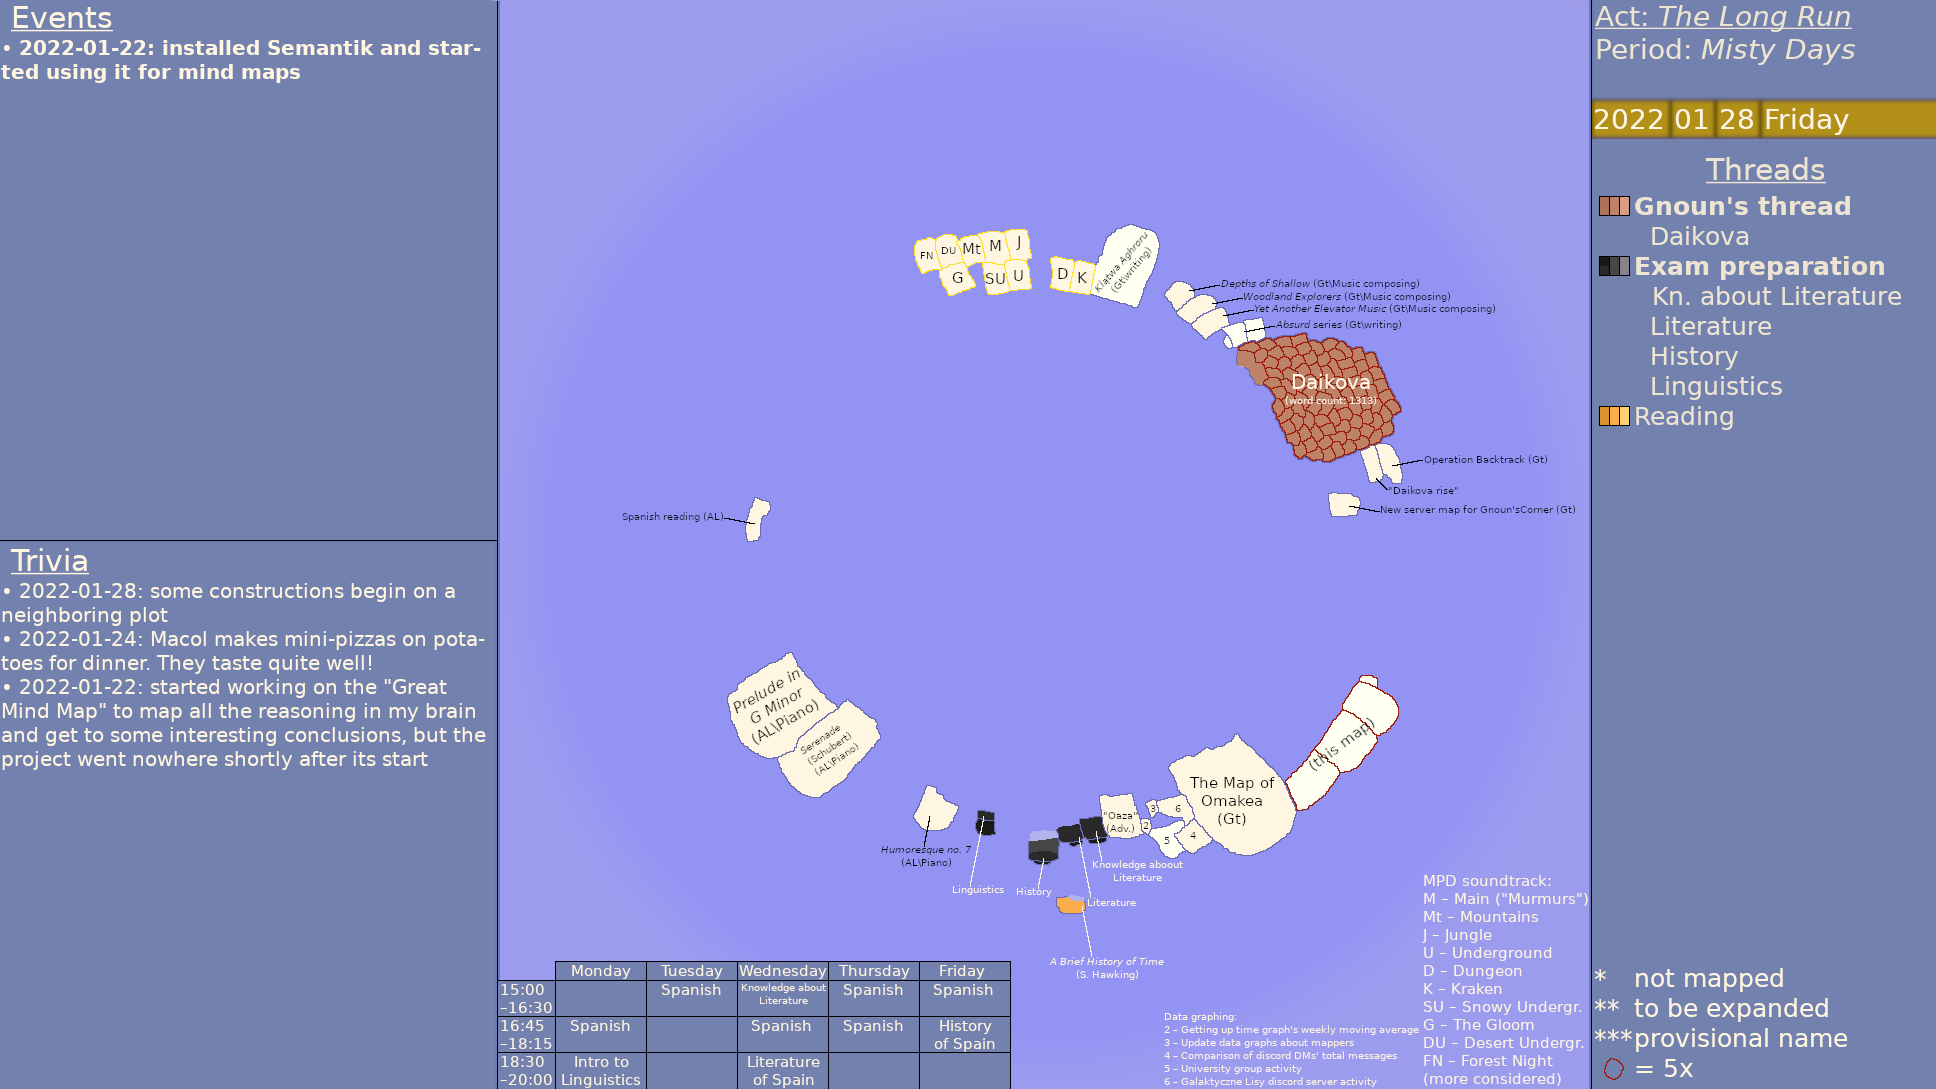 Events
• 2022-01-22: installed Semantik and star-
ted using it for mind maps
Trivia
• 2022-01-28: some constructions begin on a
neighboring plot
• 2022-01-24: Macol makes mini-pizzas on pota-
toes for dinner. They taste quite well!
• 2022-01-22: started working on the "Great
Mind Map" to map all the reasoning in my brain
and get to some interesting conclusions, but the
project went nowhere shortly after its start
FN
DU
Mt
M
J
G
SU
U
D
K
Klątwa Aghroru
(Gt\writing)
Depths of Shallow (Gt\Music composing)
Woodland Explorers (Gt\Music composing)
Yet Another Elevator Music (Gt\Music composing)
Absurd series (Gt\writing)
Daikova
(word count: 1313)
Operation Backtrack (Gt)
"Daikova rise"
New server map for Gnoun'sCorner (Gt)
Spanish reading (AL)
Prelude in
G Minor
(AL\Piano)
Serenade
(Schubert)
(AL\Piano)
Humoresque no. 7
(AL\Piano)
Linguistics
History
Knowledge aboout
Literature
Literature
A Brief History of Time
(S. Hawking)
"Oaza"
(Adv.)
3
6
2
5
4
The Map of
Omakea
(Gt)
(this map)
Monday Tuesday Wednesday Thursday Friday
15:00
–16:30
Spanish
Knowledge about
Literature
Spanish
Spanish
16:45
–18:15
Spanish
Spanish
Spanish
History
of Spain
18:30
–20:00
Intro to
Linguistics
Literature
of Spain
Data graphing:
2 – Getting up time graph's weekly moving average
3 – Update data graphs about mappers
4 – Comparison of discord DMs' total messages
5 – University group activity
6 – Galaktyczne Lisy discord server activity
MPD soundtrack:
M – Main ("Murmurs")
Mt – Mountains
J – Jungle
U – Underground
D – Dungeon
K – Kraken
SU – Snowy Undergr.
G – The Gloom
DU – Desert Undergr.
FN – Forest Night
(more considered)
Act: The Long Run
Period: Misty Days
2022 01 28 Friday
Threads
Gnoun's thread
Daikova
Exam preparation
Kn. about Literature
Literature
History
Linguistics
Reading
* not mapped
** to be expanded
*** provisional name
= 5x